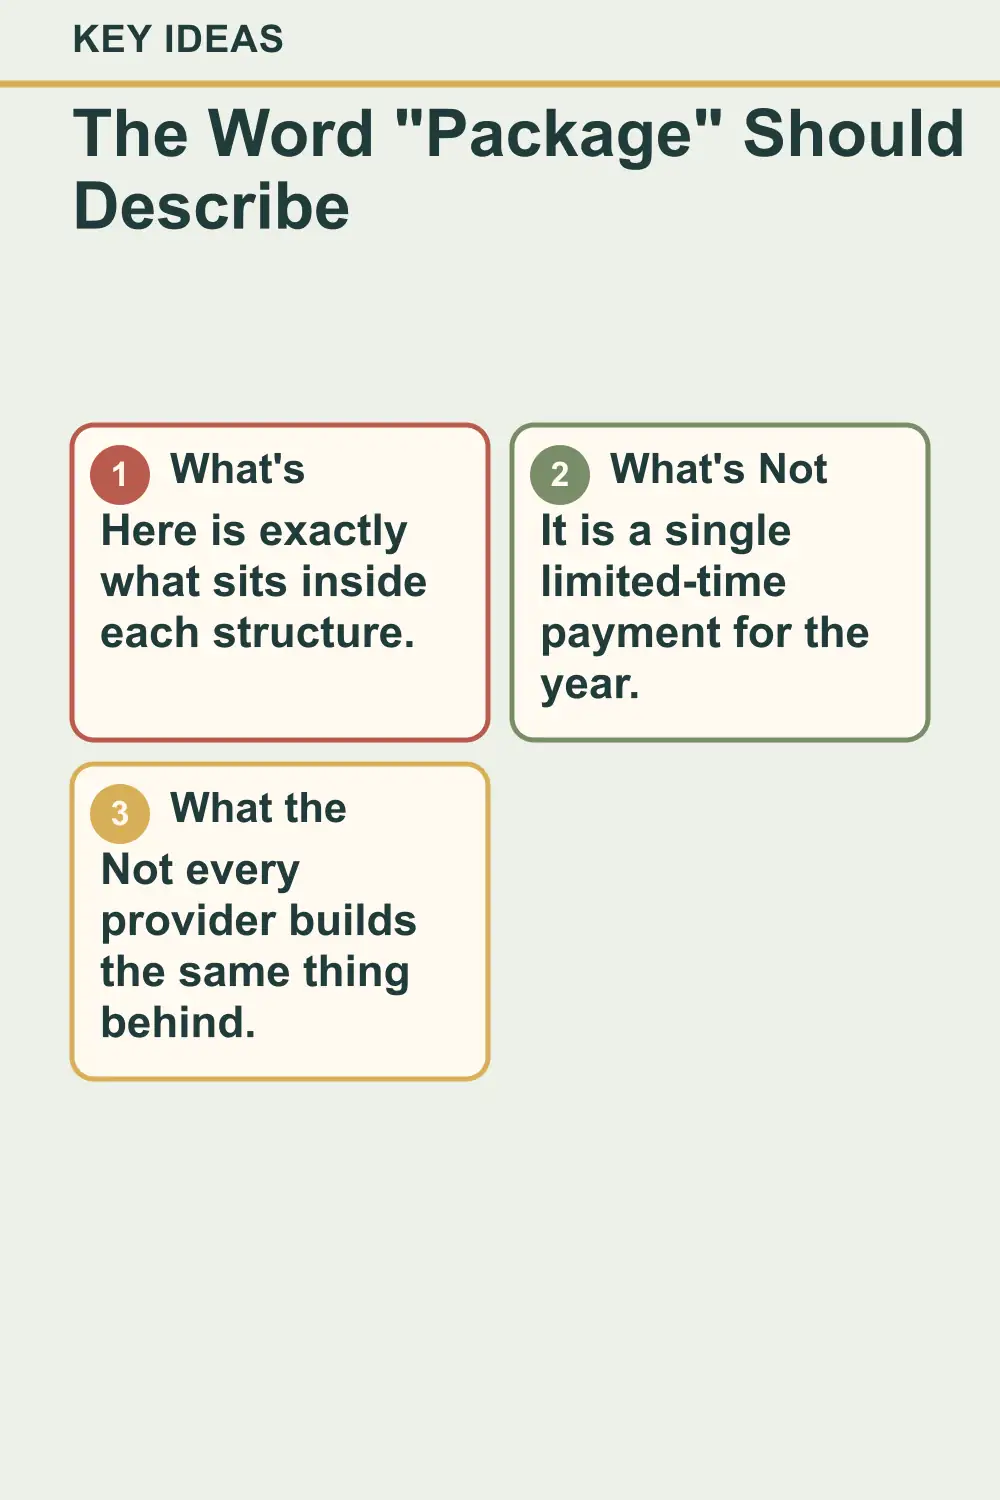 KEY IDEAS
The Word "Package" Should
Describe
1 What's
Here is exactly
what sits inside
each structure.
2 What's Not
It is a single
limited-time
payment for the
year.
3 What the
Not every
provider builds
the same thing
behind.